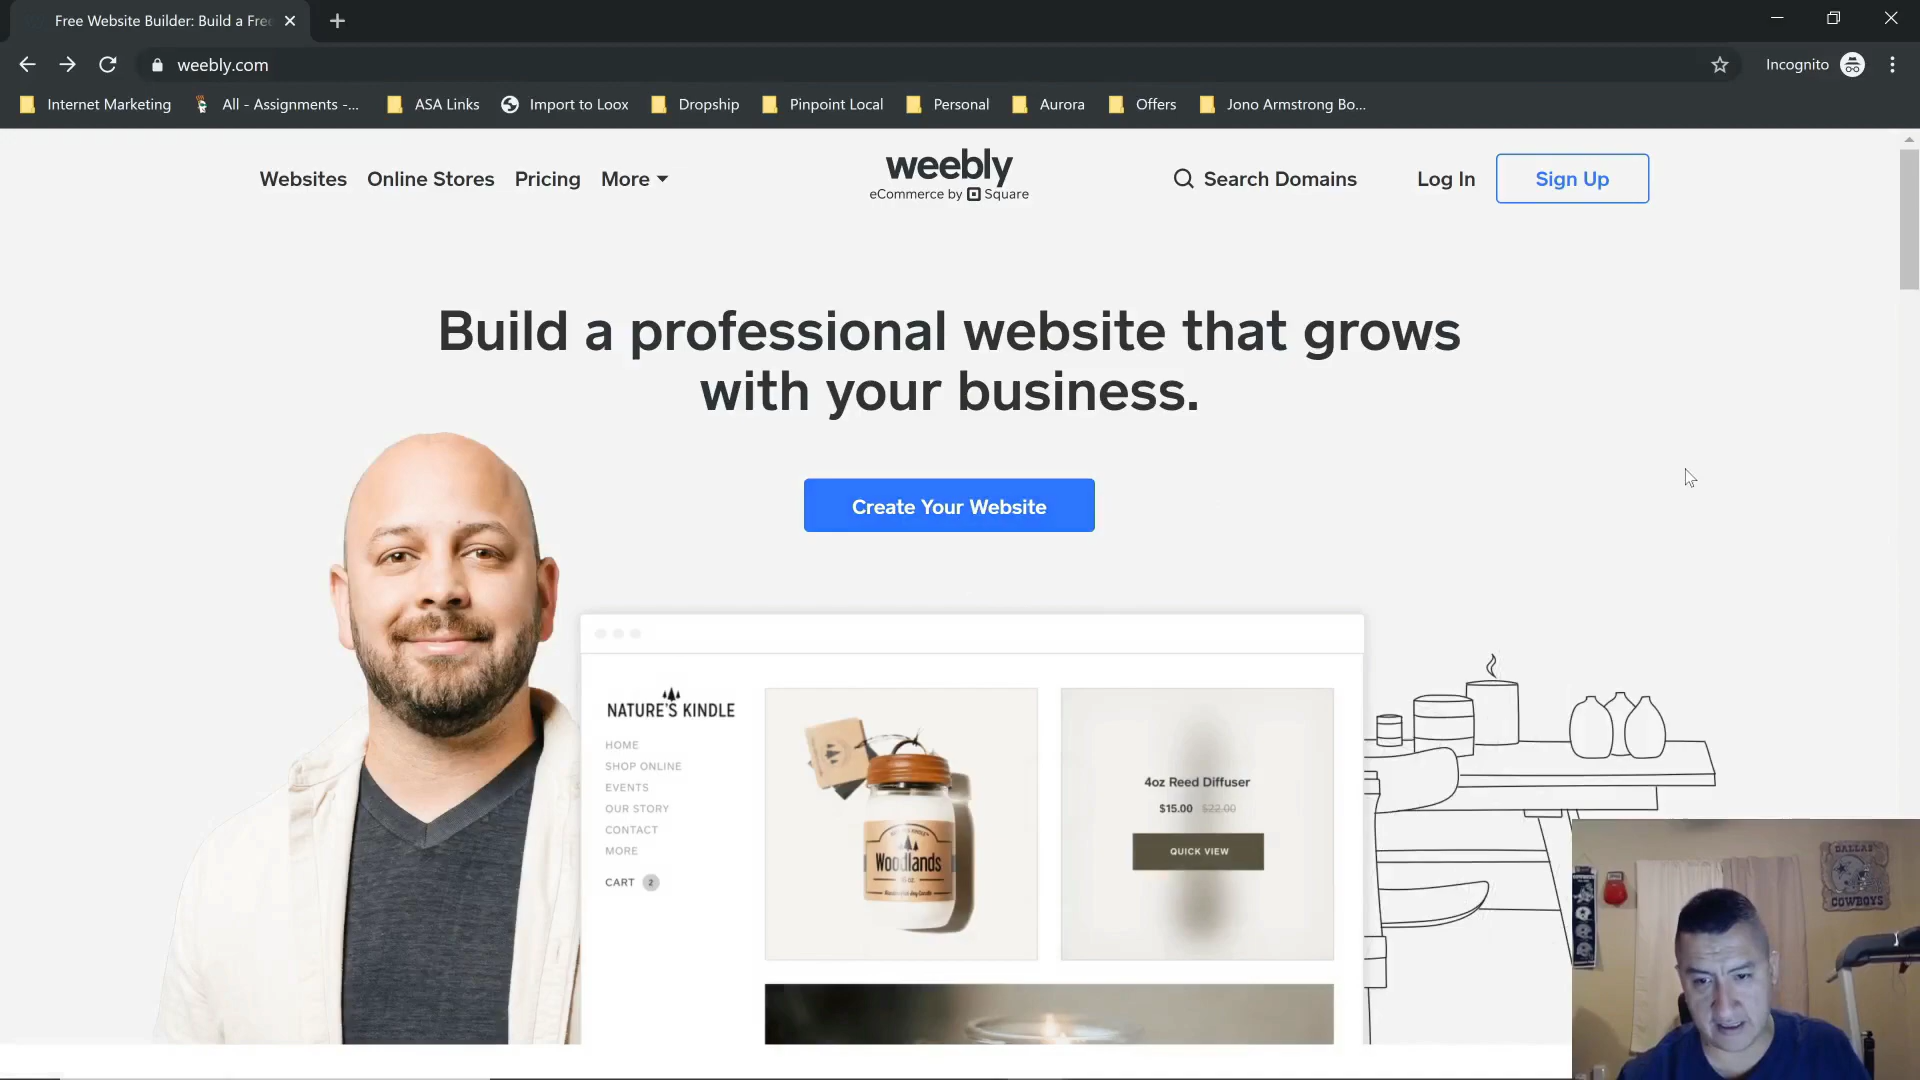 Free Website Builder: Build a Free
weebly.com
Incognito
Internet Marketing
All - Assignments -...
ASA Links
Import to Loox
Dropship
Pinpoint Local
Personal
Aurora
Offers
Jono Armstrong Bo...
Websites
Online Stores
Pricing
More
weebly
eCommerce by Square
Search Domains
Log In
Sign Up
Build a professional website that grows
with your business.
Create Your Website
NATURE'S KINDLE
HOME
SHOP ONLINE
EVENTS
OUR STORY
CONTACT
MORE
CART 2
Woodlands
4oz Reed Diffuser
$15.00 $22.00
QUICK VIEW
DALLAS
COWBOYS